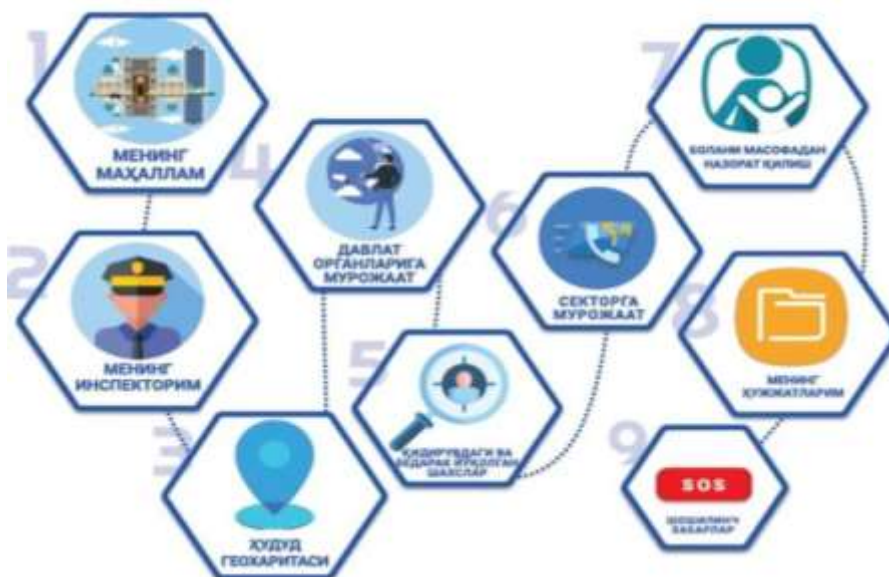 1
МЕНИНГ
МАҲАЛЛАМ
2
МЕНИНГ
ИНСПЕКТОРИМ
3
ҲУДУД
ГЕОХАРИТАСИ
4
ДАВЛАТ
ОРГАНЛАРИГА
МУРОЖААТ
5
ҚИДИРУВДАГИ ВА
БЕДАРАК ЙЎҚОЛГАН
ШАХСЛАР
6
СЕКТОРГА
МУРОЖААТ
7
БОЛАНИ МАСОФАДАН
НАЗОРАТ ҚИЛИШ
8
МЕНИНГ
ҲУЖЖАТЛАРИМ
9
SOS
ШОШИЛИНЧ
ХАБАРЛАР